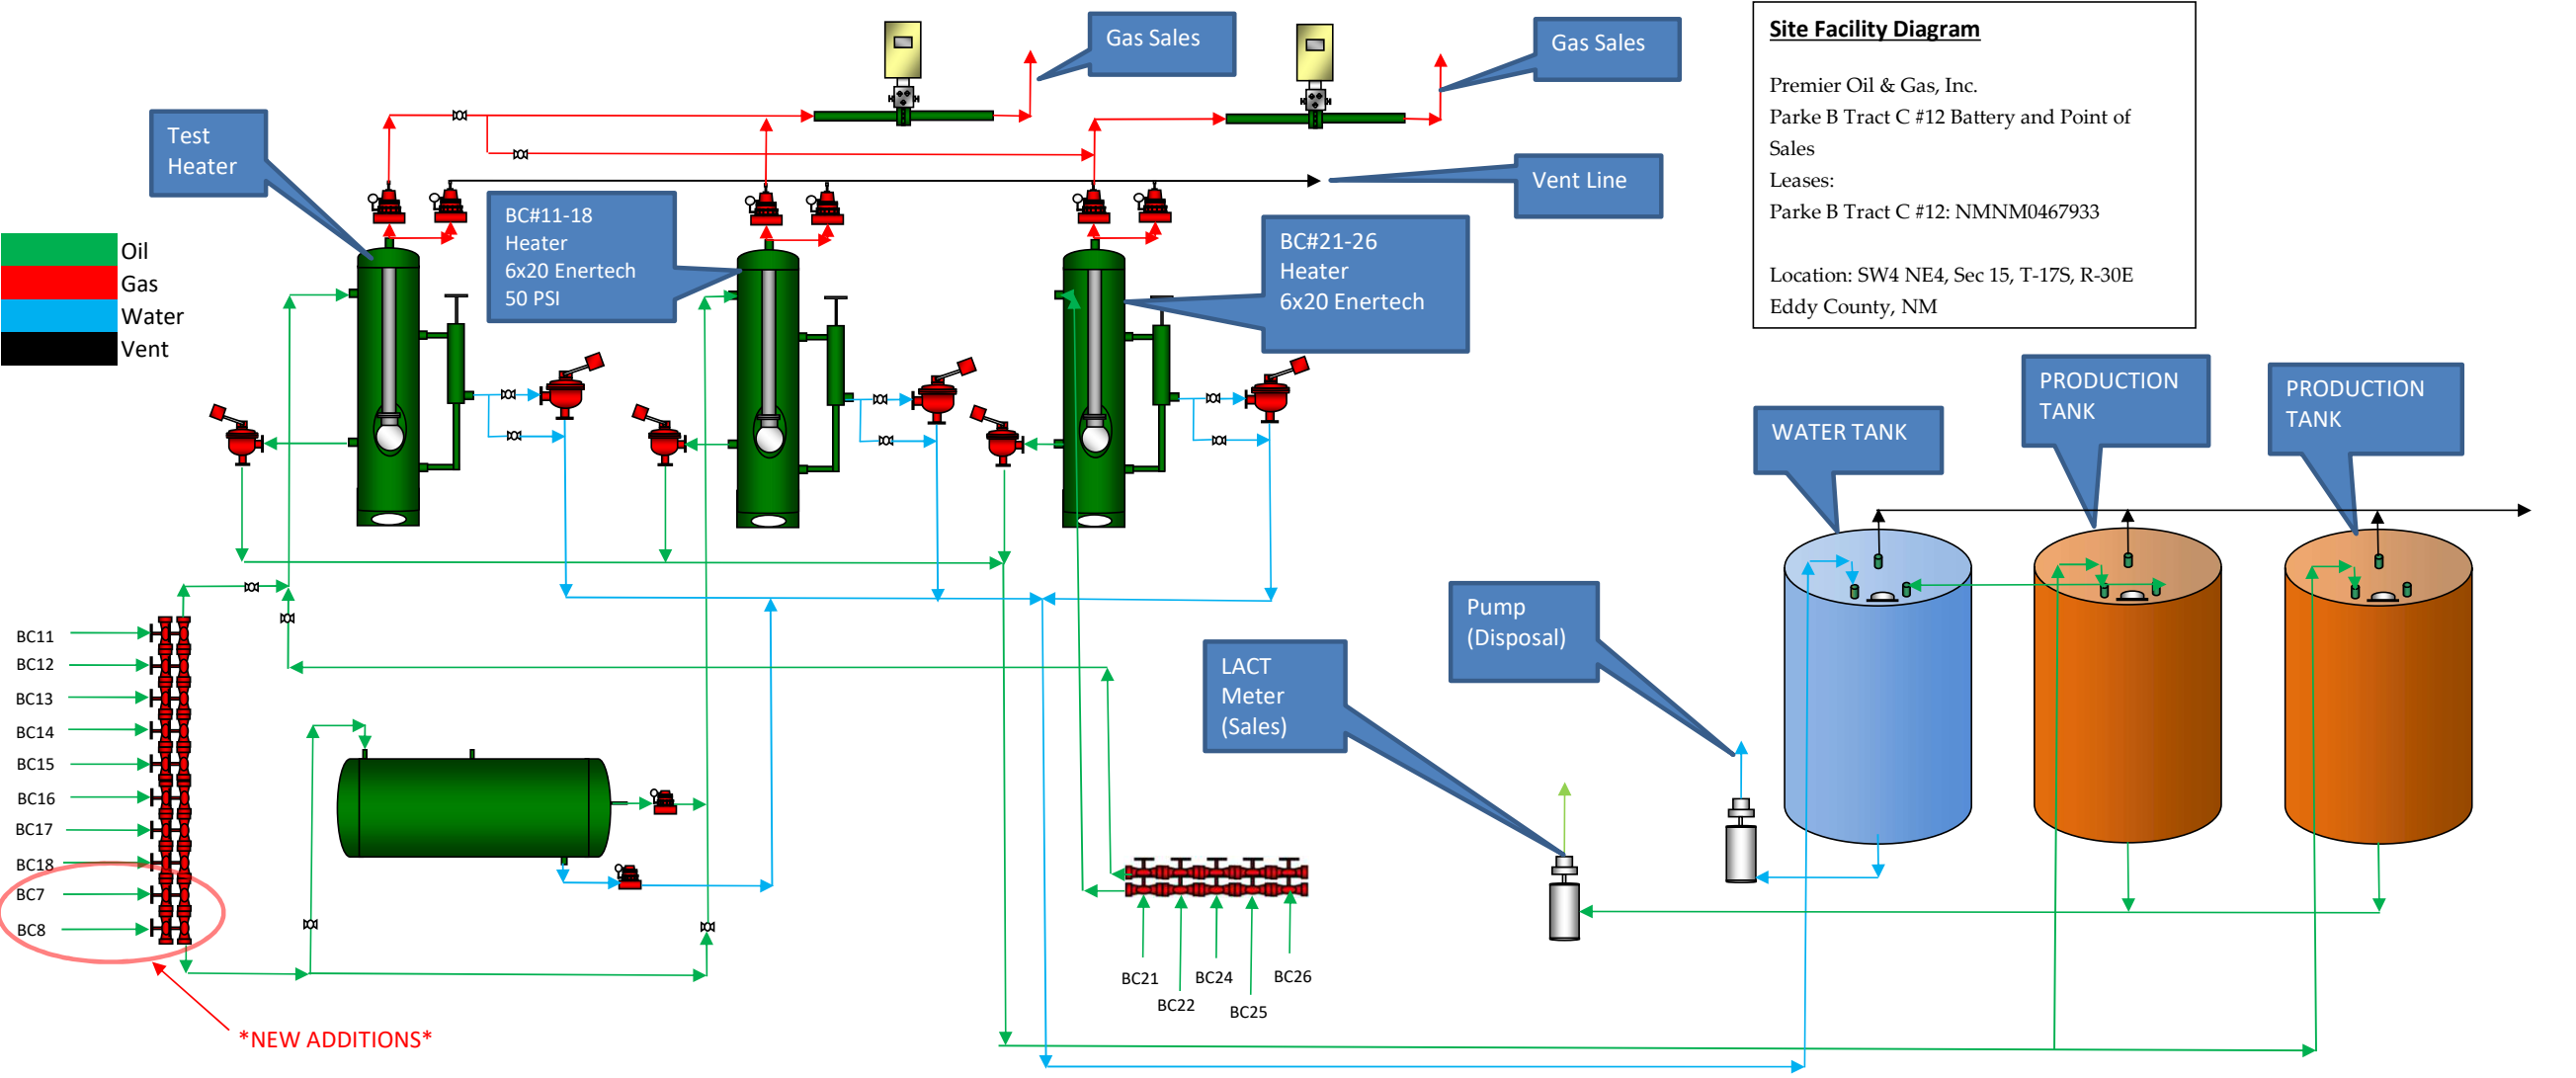 Site Facility Diagram
Premier Oil & Gas, Inc.
Parke B Tract C #12 Battery and Point of
Sales
Leases:
Parke B Tract C #12: NMNM0467933
Location: SW4 NE4, Sec 15, T-17S, R-30E
Eddy County, NM
Gas Sales
Gas Sales
Test
Heater
Vent Line
BC#11-18
Heater
6x20 Enertech
50 PSI
BC#21-26
Heater
6x20 Enertech
Oil
Gas
Water
Vent
WATER TANK
PRODUCTION
TANK
PRODUCTION
TANK
Pump
(Disposal)
LACT
Meter
(Sales)
BC11
BC12
BC13
BC14
BC15
BC16
BC17
BC18
BC7
BC8
BC21
BC22
BC24
BC25
BC26
*NEW ADDITIONS*